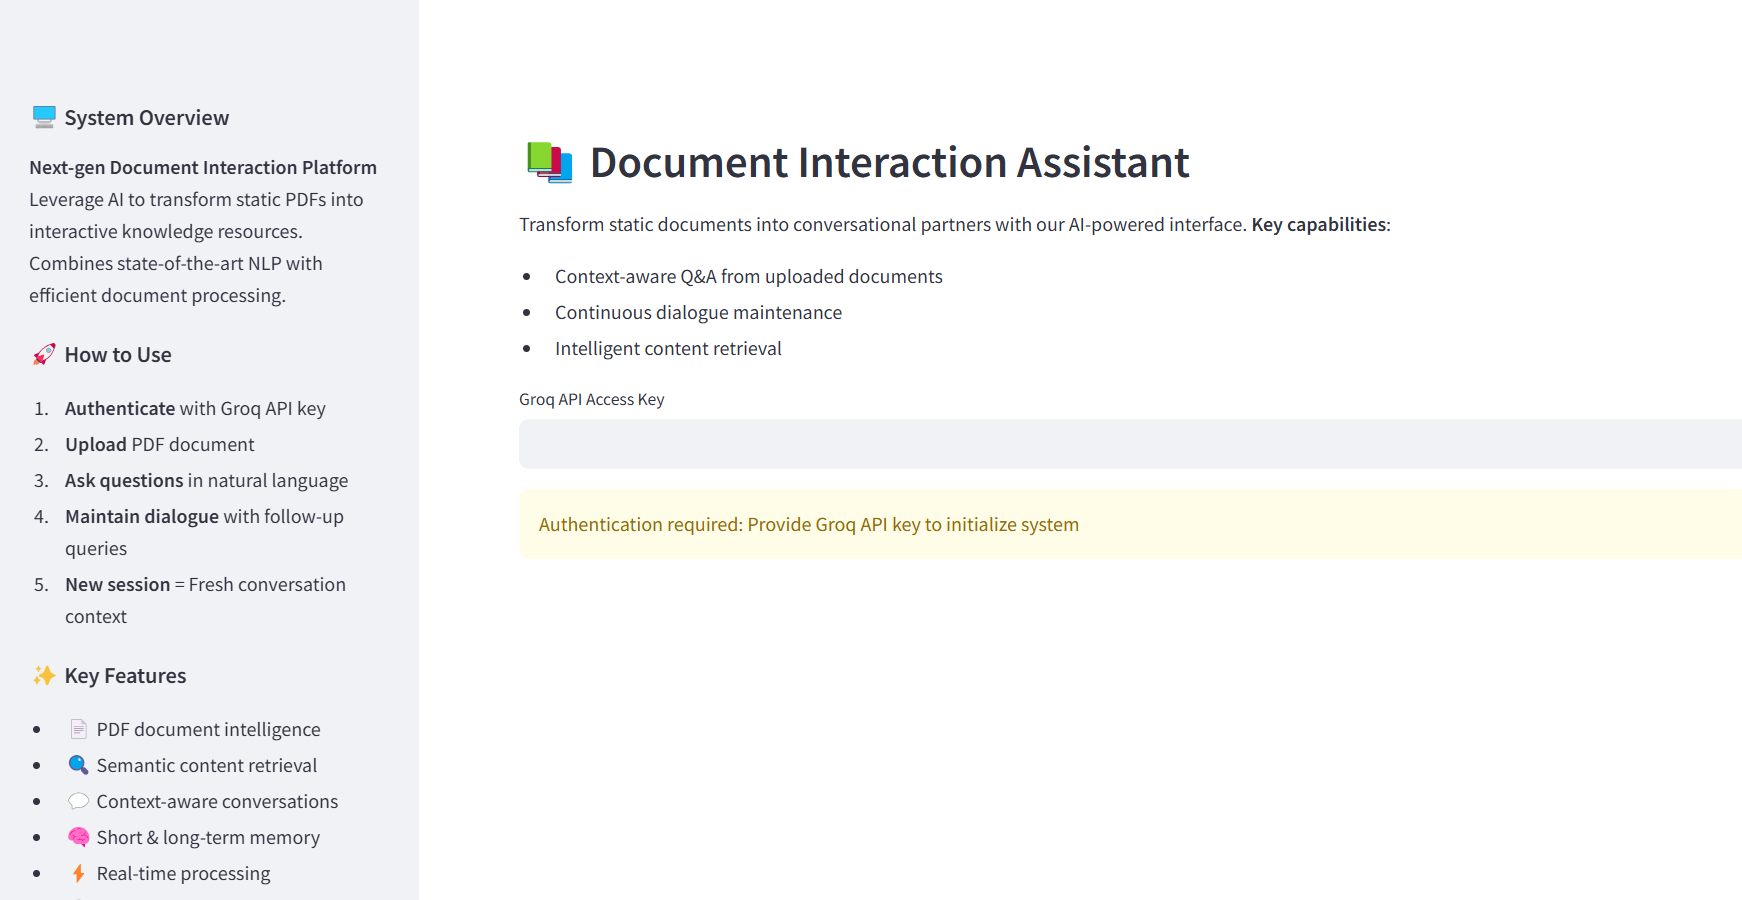 System Overview
Next-gen Document Interaction Platform
Leverage AI to transform static PDFs into
interactive knowledge resources.
Combines state-of-the-art NLP with
efficient document processing.
How to Use
1. Authenticate with Groq API key
2. Upload PDF document
3. Ask questions in natural language
4. Maintain dialogue with follow-up
queries
5. New session = Fresh conversation
context
Key Features
PDF document intelligence
Semantic content retrieval
Context-aware conversations
Short & long-term memory
Real-time processing
Document Interaction Assistant
Transform static documents into conversational partners with our AI-powered interface. Key capabilities:
Context-aware Q&A from uploaded documents
Continuous dialogue maintenance
Intelligent content retrieval
Groq API Access Key
Authentication required: Provide Groq API key to initialize system